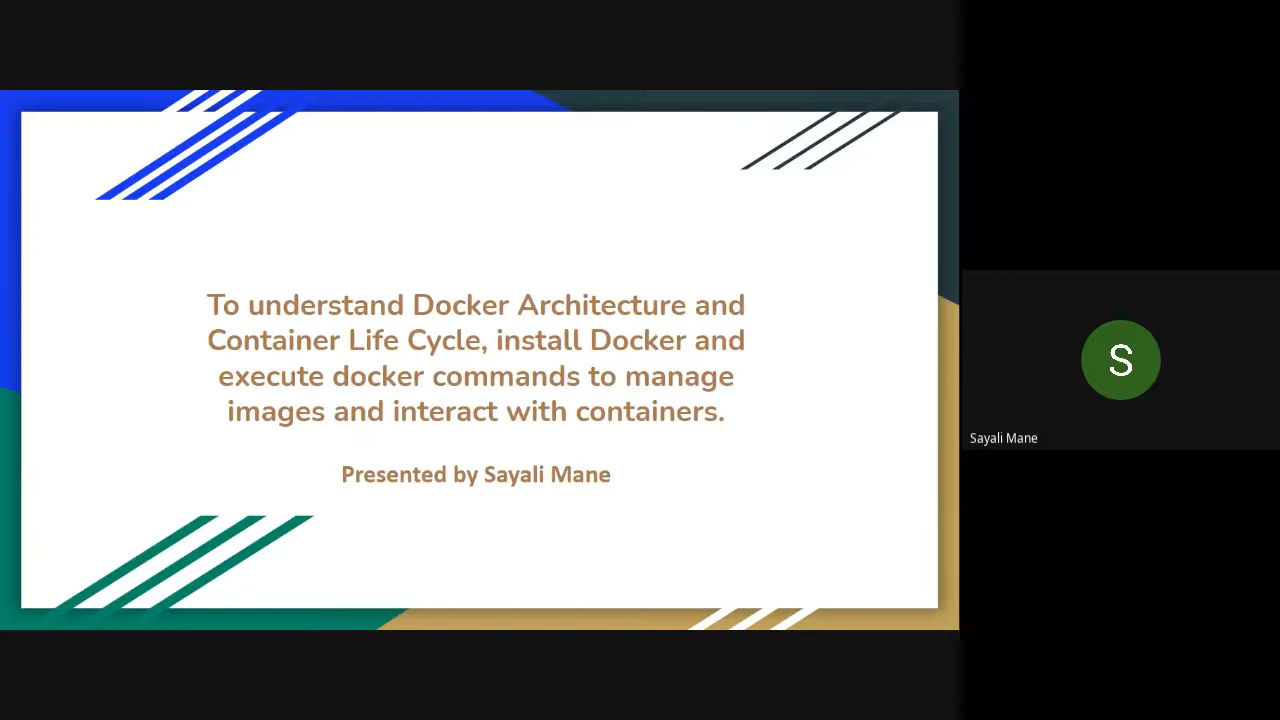 To understand Docker Architecture and
Container Life Cycle, install Docker and
execute docker commands to manage
images and interact with containers.
Presented by Sayali Mane
S
Sayali Mane